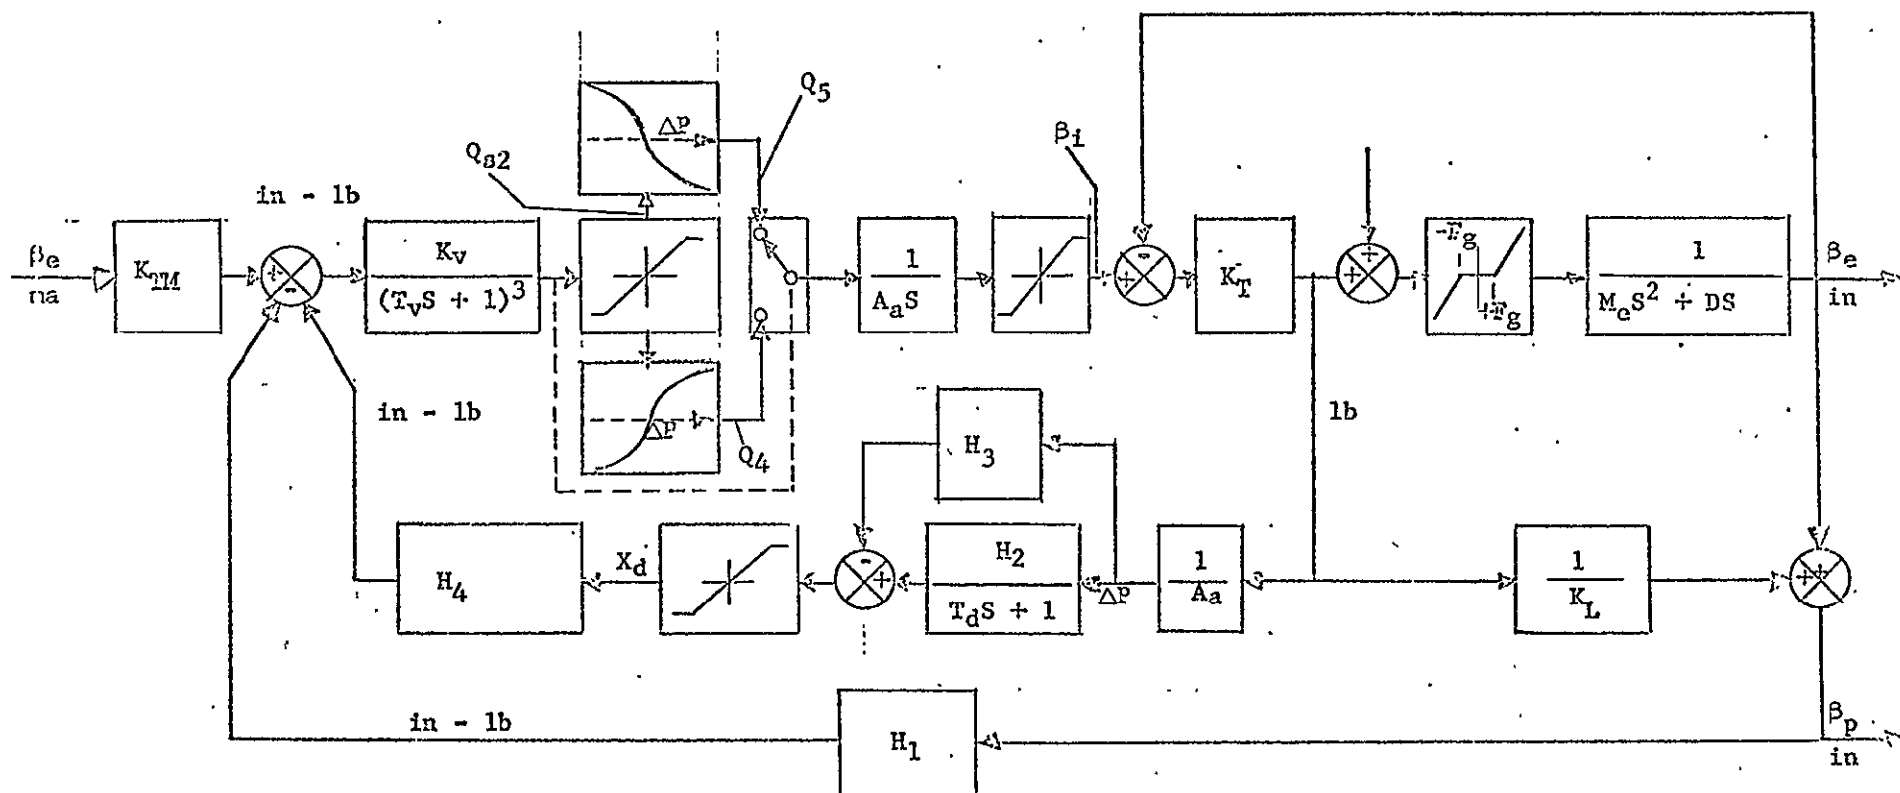 βe
ma
KTM
in - lb
Kv
(TvS + 1)³
Qs2
ΔP
Q5
ΔP
Q4
1
AaS
βi
-
+
KT
+
+
-Fg
+Fg
1
MeS² + DS
βe
in
+
-
-
in - lb
lb
H3
H4
Xd
-
+
H2
TdS + 1
ΔP
1
Aa
1
KL
+
+
in - lb
H1
βp
in